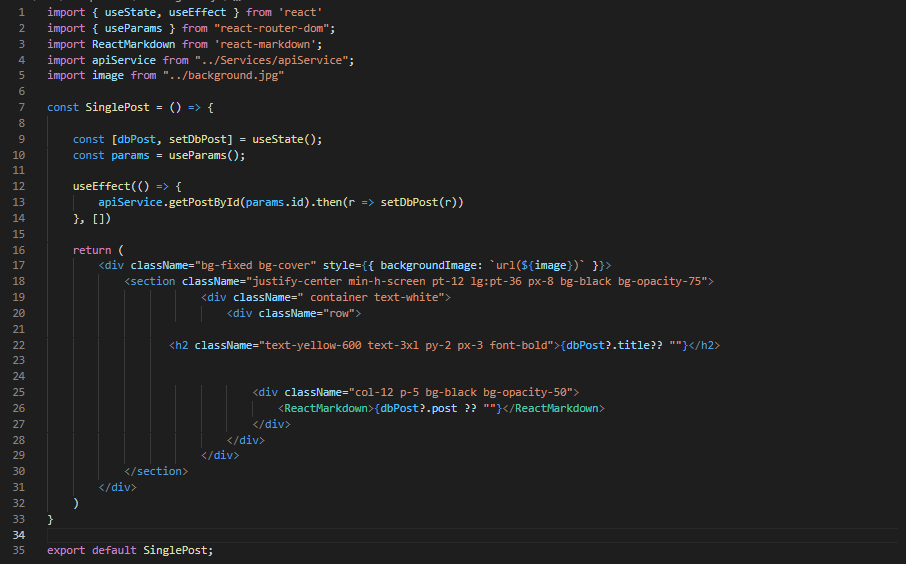 1 import { useState, useEffect } from 'react'
2 import { useParams } from "react-router-dom";
3 import ReactMarkdown from 'react-markdown';
4 import apiService from "../Services/apiService";
5 import image from "../background.jpg"
6
7 const SinglePost = () => {
8
9     const [dbPost, setDbPost] = useState();
10     const params = useParams();
11
12     useEffect(() => {
13         apiService.getPostById(params.id).then(r => setDbPost(r))
14     }, [])
15
16     return (
17         <div className="bg-fixed bg-cover" style={{ backgroundImage: `url(${image})` }}>
18             <section className="justify-center min-h-screen pt-12 lg:pt-36 px-8 bg-black bg-opacity-75">
19                         <div className=" container text-white">
20                             <div className="row">
21
22                    <h2 className="text-yellow-600 text-3xl py-2 px-3 font-bold">{dbPost?.title?? ""}</h2>
23
24
25                                 <div className="col-12 p-5 bg-black bg-opacity-50">
26                                     <ReactMarkdown>{dbPost?.post ?? ""}</ReactMarkdown>
27                                 </div>
28                             </div>
29                         </div>
30             </section>
31         </div>
32     )
33 }
34
35 export default SinglePost;